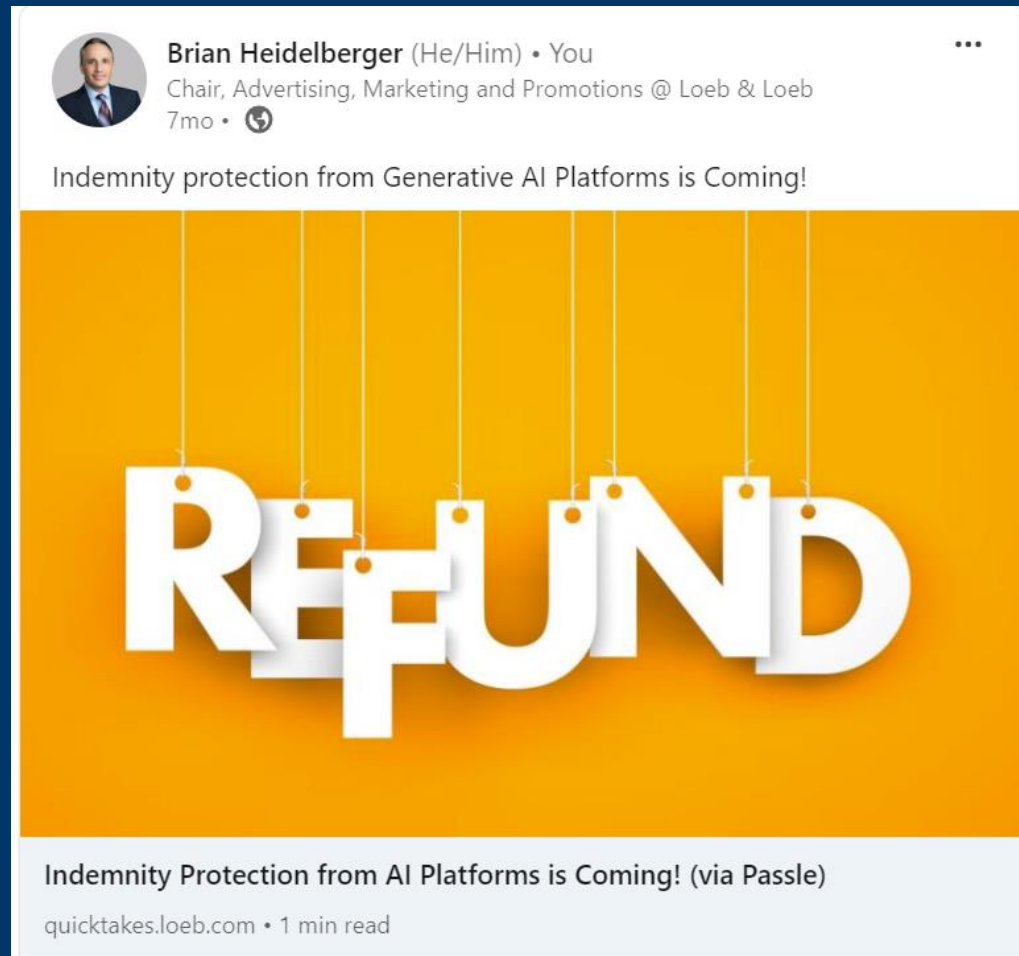 Brian Heidelberger (He/Him) • You
Chair, Advertising, Marketing and Promotions @ Loeb & Loeb
7mo •
Indemnity protection from Generative AI Platforms is Coming!
REFUND
Indemnity Protection from AI Platforms is Coming! (via Passle)
quicktakes.loeb.com • 1 min read